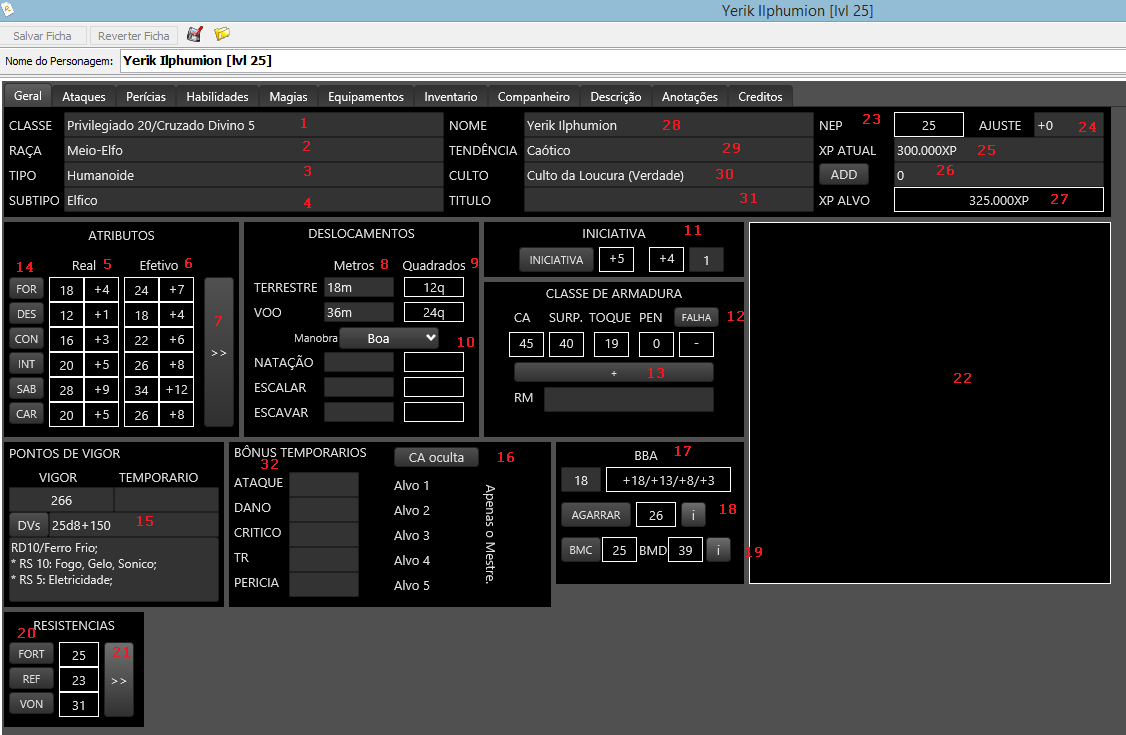 Yerik Ilphumion [lvl 25]
Salvar Ficha Reverter Ficha
Nome do Personagem: Yerik Ilphumion [lvl 25]
Geral Ataques Perícias Habilidades Magias Equipamentos Inventario Companheiro Descrição Anotações Creditos
CLASSE Privilegiado 20/Cruzado Divino 5 1 NOME Yerik Ilphumion 28 NEP 23 25 AJUSTE +0 24
RAÇA Meio-Elfo 2 TENDÊNCIA Caótico 29 XP ATUAL 300.000XP 25
TIPO Humanoide 3 CULTO Culto da Loucura (Verdade) 30 ADD 0 26
SUBTIPO Elfico 4 TITULO 31 XP ALVO 325.000XP 27
ATRIBUTOS
14 Real 5 Efetivo 6
FOR 18 +4 24 +7
DES 12 +1 18 +4
CON 16 +3 22 +6
INT 20 +5 26 +8
SAB 28 +9 34 +12
CAR 20 +5 26 +8
7
>>
DESLOCAMENTOS
Metros 8 Quadrados 9
TERRESTRE 18m 12q
VOO 36m 24q
Manobra Boa 10
NATAÇÃO
ESCALAR
ESCAVAR
INICIATIVA 11
INICIATIVA +5 +4 1
CLASSE DE ARMADURA
CA SURP. TOQUE PEN FALHA 12
45 40 19 0 -
+ 13
RM
22
PONTOS DE VIGOR
VIGOR TEMPORARIO
266
DVs 25d8+150 15
RD10/Ferro Frio;
* RS 10: Fogo, Gelo, Sonico;
* RS 5: Eletricidade;
BÔNUS TEMPORARIOS
32
ATAQUE
DANO
CRITICO
TR
PERICIA
CA oculta 16
Alvo 1
Alvo 2
Alvo 3
Alvo 4
Alvo 5
Apenas o Mestre.
BBA 17
18 +18/+13/+8/+3
AGARRAR 26 i 18
BMC 25 BMD 39 i 19
RESISTENCIAS
20
FORT 25
REF 23
VON 31
21
>>